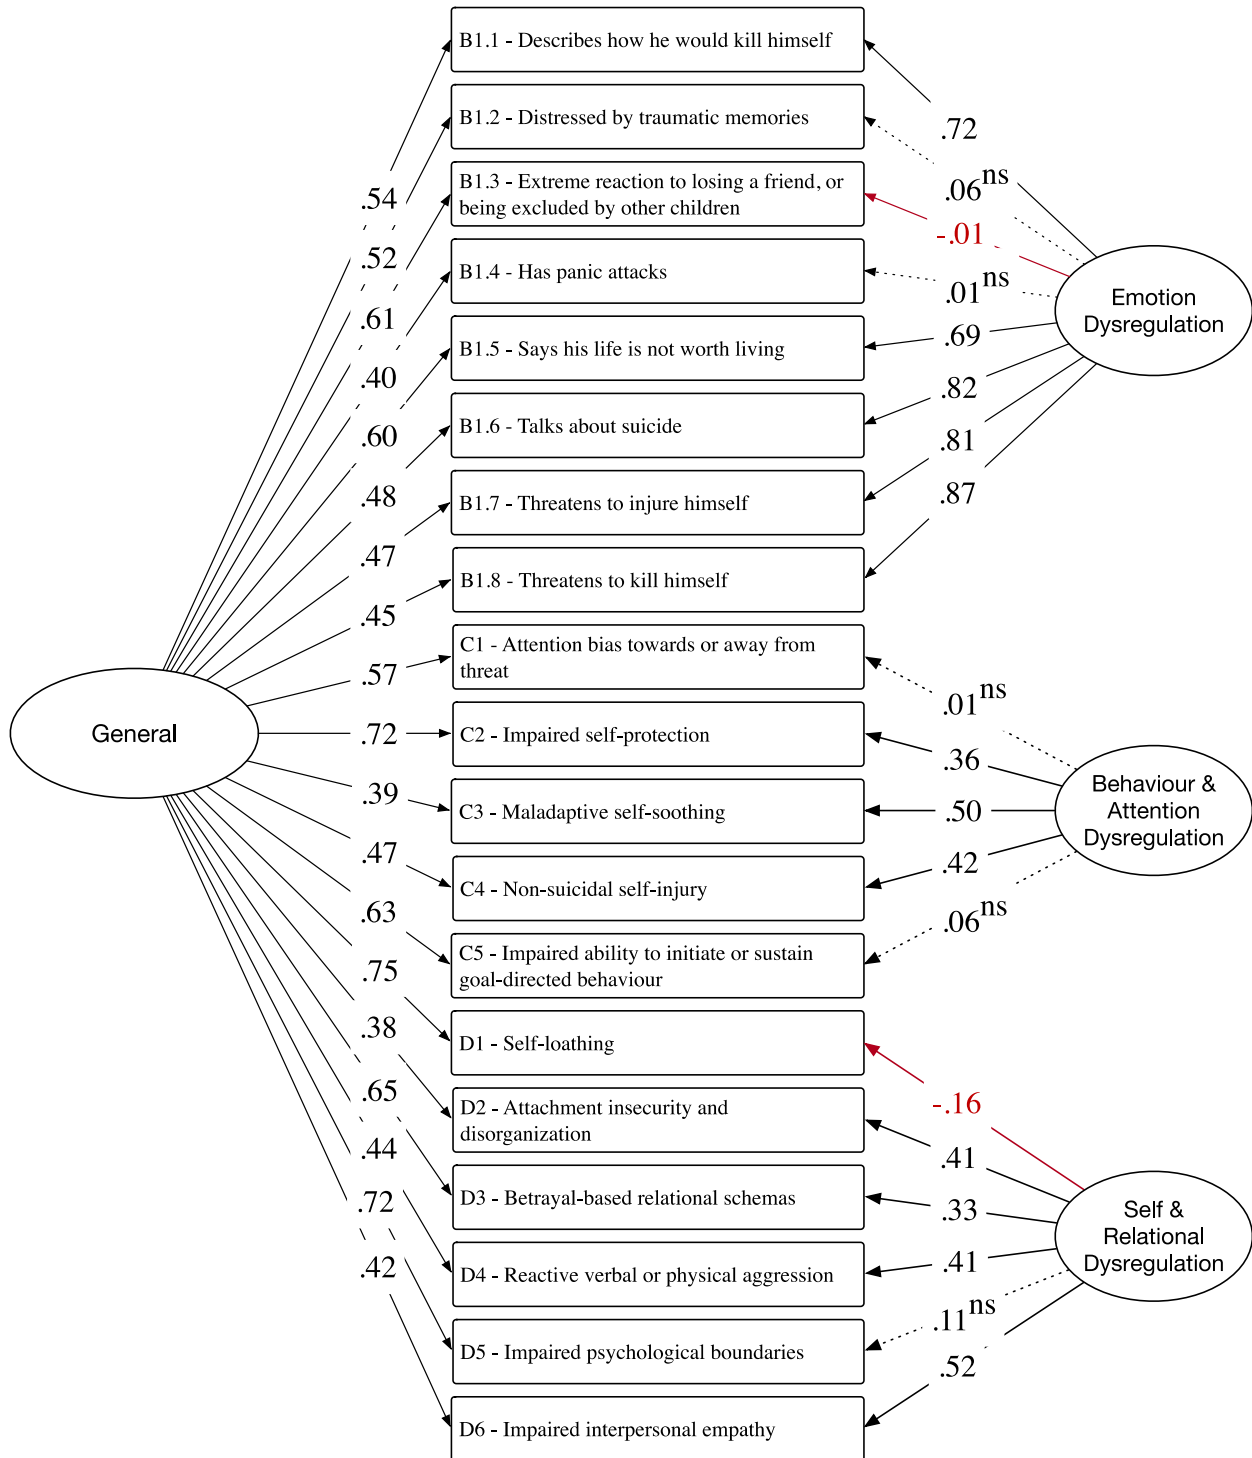 B1.1 - Describes how he would kill himself
B1.2 - Distressed by traumatic memories
B1.3 - Extreme reaction to losing a friend, or
being excluded by other children
B1.4 - Has panic attacks
B1.5 - Says his life is not worth living
B1.6 - Talks about suicide
B1.7 - Threatens to injure himself
B1.8 - Threatens to kill himself
C1 - Attention bias towards or away from
threat
C2 - Impaired self-protection
C3 - Maladaptive self-soothing
C4 - Non-suicidal self-injury
C5 - Impaired ability to initiate or sustain
goal-directed behaviour
D1 - Self-loathing
D2 - Attachment insecurity and
disorganization
D3 - Betrayal-based relational schemas
D4 - Reactive verbal or physical aggression
D5 - Impaired psychological boundaries
D6 - Impaired interpersonal empathy
General
.54
.52
.61
.40
.60
.48
.47
.45
.57
.72
.39
.47
.63
.75
.38
.65
.44
.72
.42
Emotion
Dysregulation
.72
.06ns
-.01
.01ns
.69
.82
.81
.87
Behaviour &
Attention
Dysregulation
.01ns
.36
.50
.42
.06ns
Self &
Relational
Dysregulation
-.16
.41
.33
.41
.11ns
.52